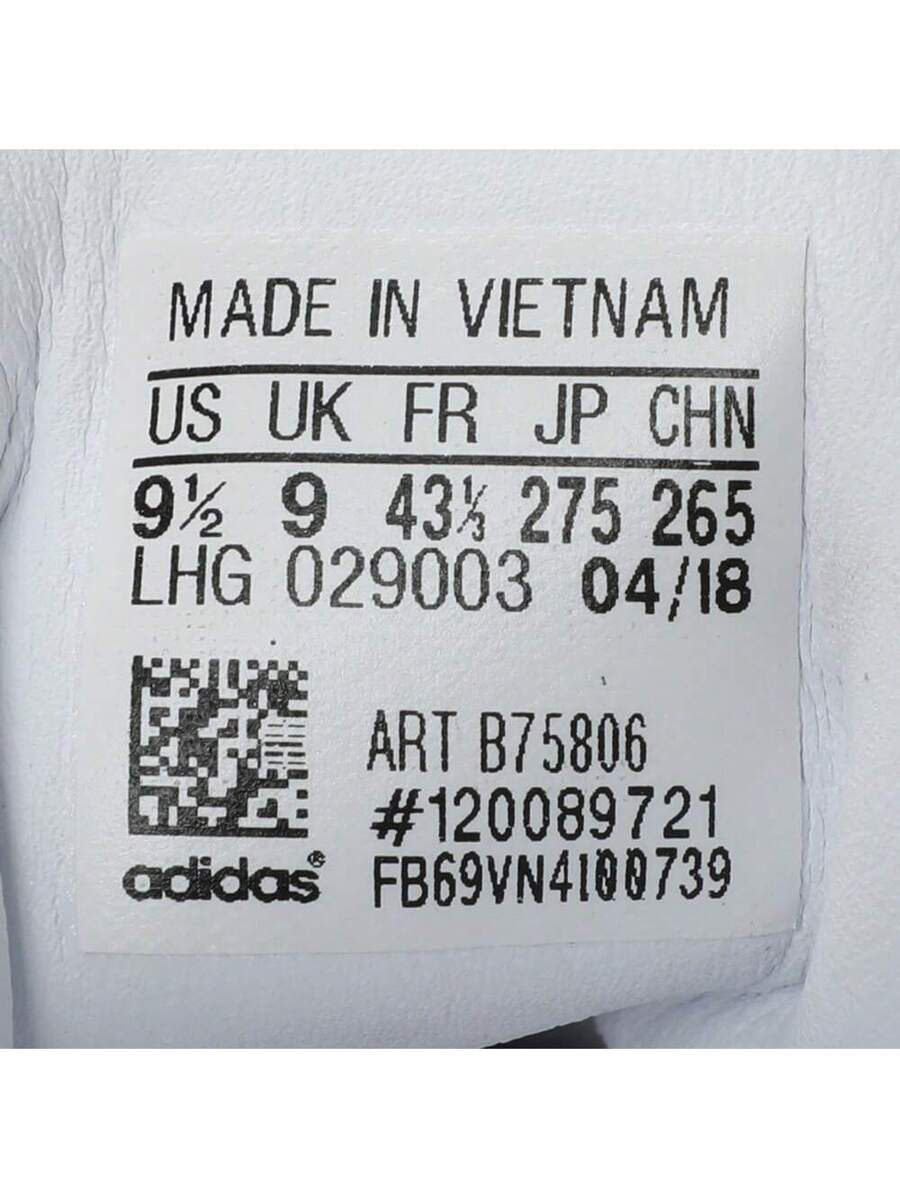 MADE IN VIETNAM
US UK FR JP CHN
9½ 9 43⅓ 275 265
LHG 029003 04/18
ART B75806
#120089721
adidas® FB69VN4100739